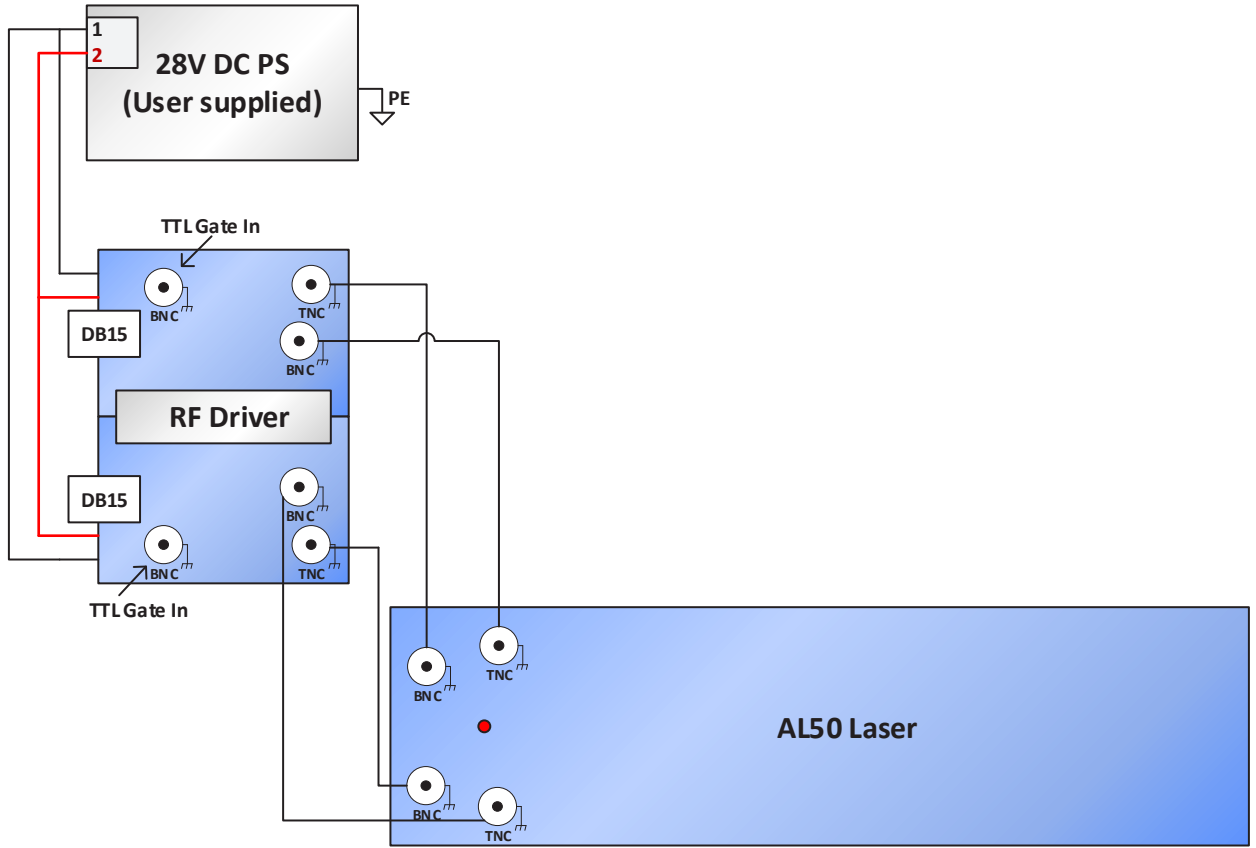 1
2
28V DC PS
(User supplied)
PE
TTL Gate In
BNC
TNC
DB15
BNC
RF Driver
DB15
BNC
BNC
TNC
TTL Gate In
BNC
TNC
AL50 Laser
BNC
TNC